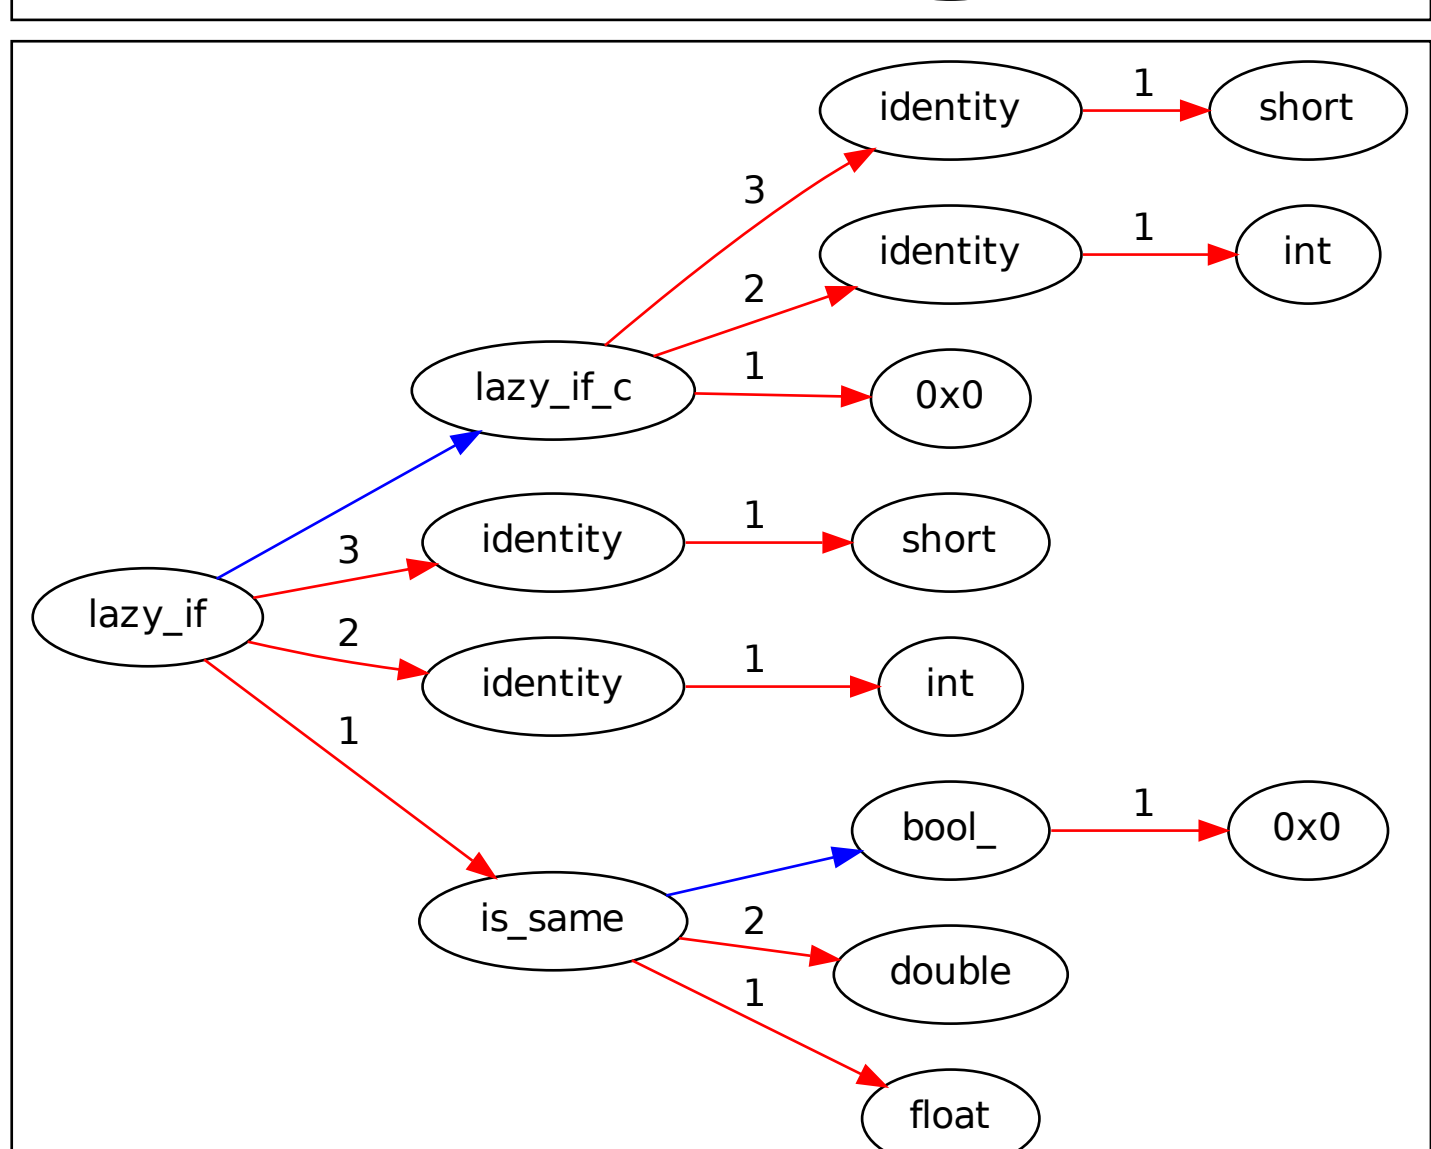 identity
1
short
3
identity
1
int
2
lazy_if_c
1
0x0
identity
1
short
3
lazy_if
2
identity
1
int
1
bool_
1
0x0
is_same
2
double
1
float